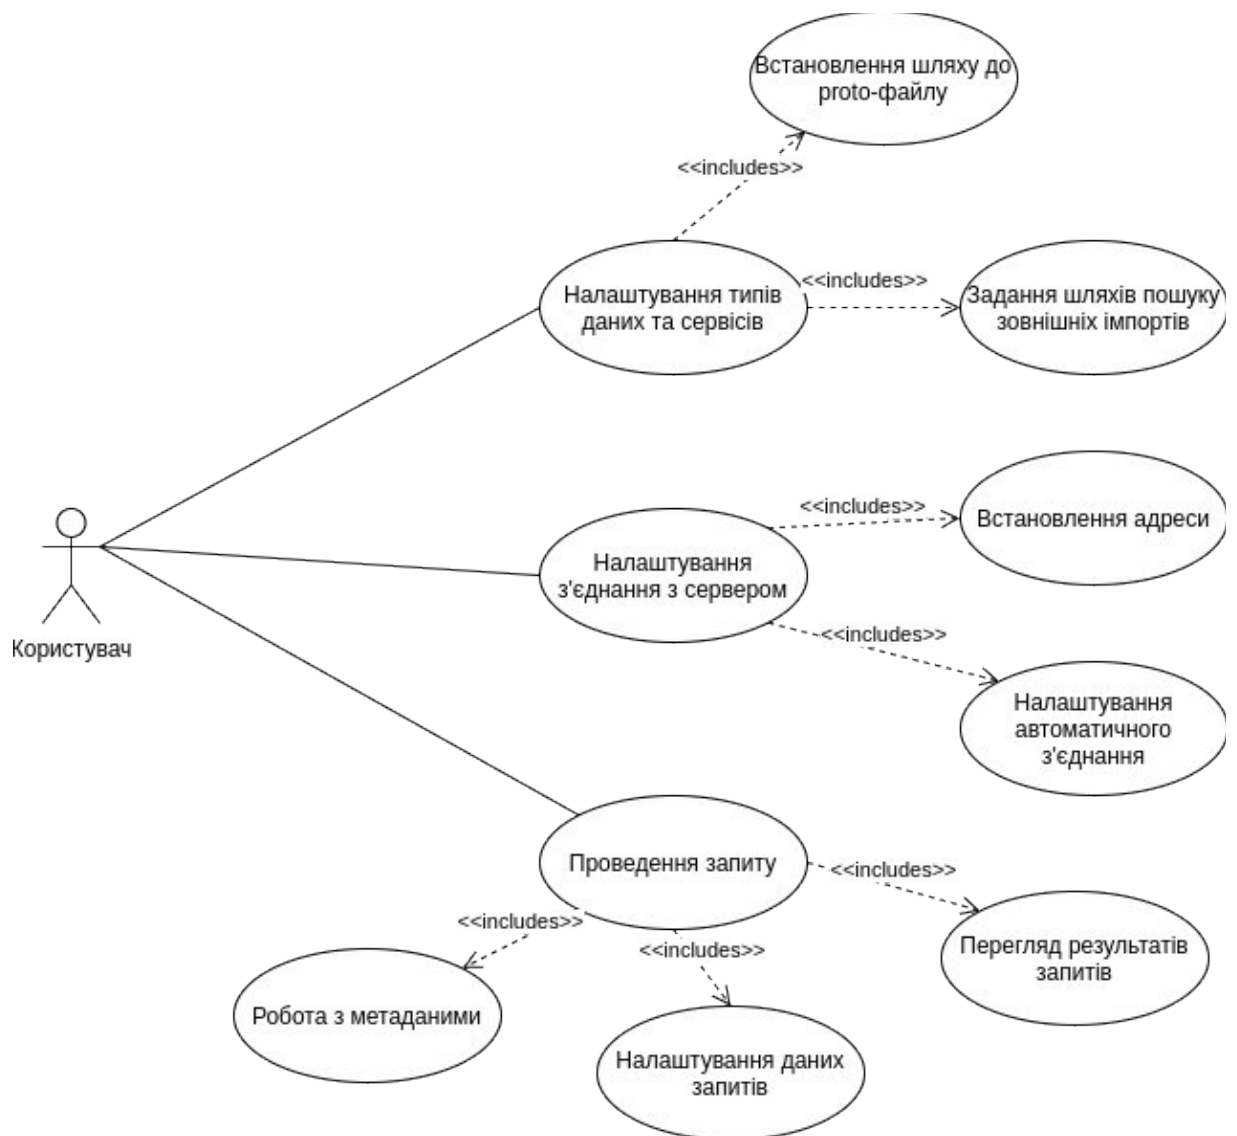 Встановлення шляху до
proto-файлу
<<includes>>
Налаштування типів
даних та сервісів
<<includes>>
Задання шляхів пошуку
зовнішніх імпортів
Користувач
Налаштування
з'єднання з сервером
<<includes>>
Встановлення адреси
<<includes>>
Налаштування
автоматичного
з'єднання
Проведення запиту
<<includes>>
Перегляд результатів
запитів
<<includes>>
Робота з метаданими
<<includes>>
Налаштування даних
запитів